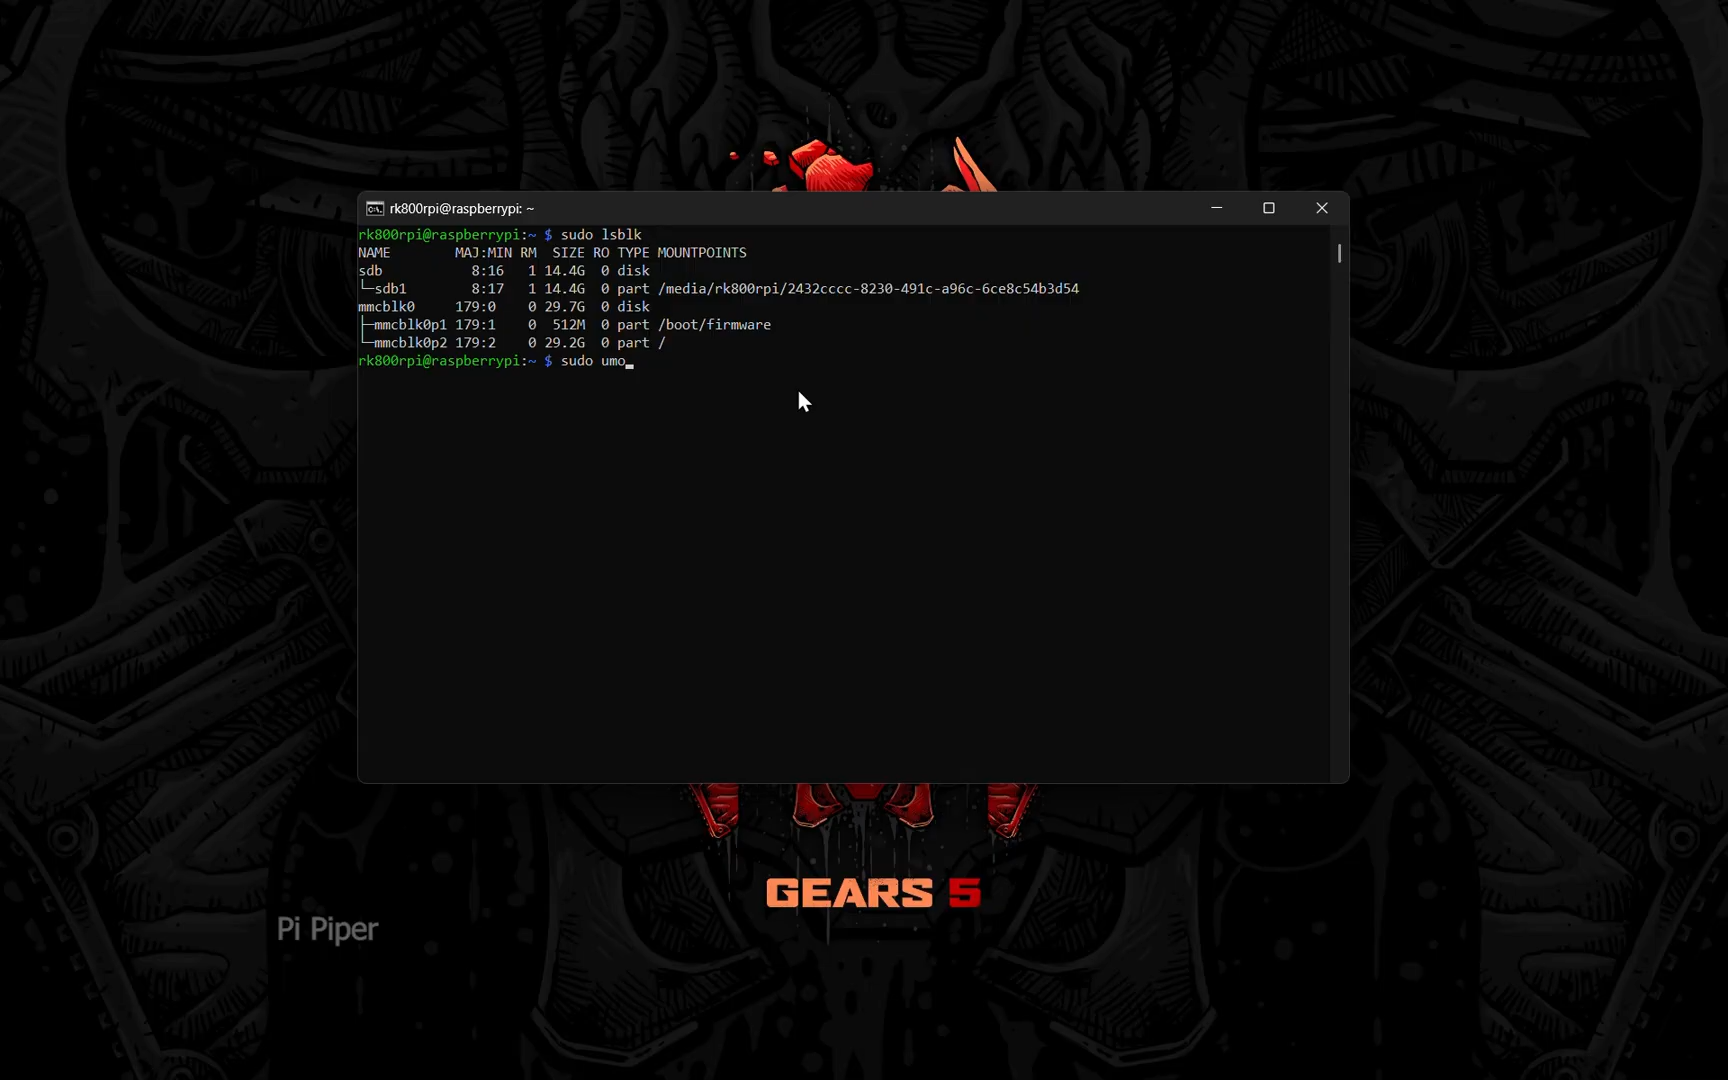 rk800rpi@raspberrypi: ~
rk800rpi@raspberrypi:~ $ sudo lsblk
NAME        MAJ:MIN RM  SIZE RO TYPE MOUNTPOINTS
sdb           8:16   1 14.4G  0 disk
└─sdb1        8:17   1 14.4G  0 part /media/rk800rpi/2432cccc-8230-491c-a96c-6ce8c54b3d54
mmcblk0     179:0    0 29.7G  0 disk
├─mmcblk0p1 179:1    0  512M  0 part /boot/firmware
└─mmcblk0p2 179:2    0 29.2G  0 part /
rk800rpi@raspberrypi:~ $ sudo umo
GEARS 5
Pi Piper